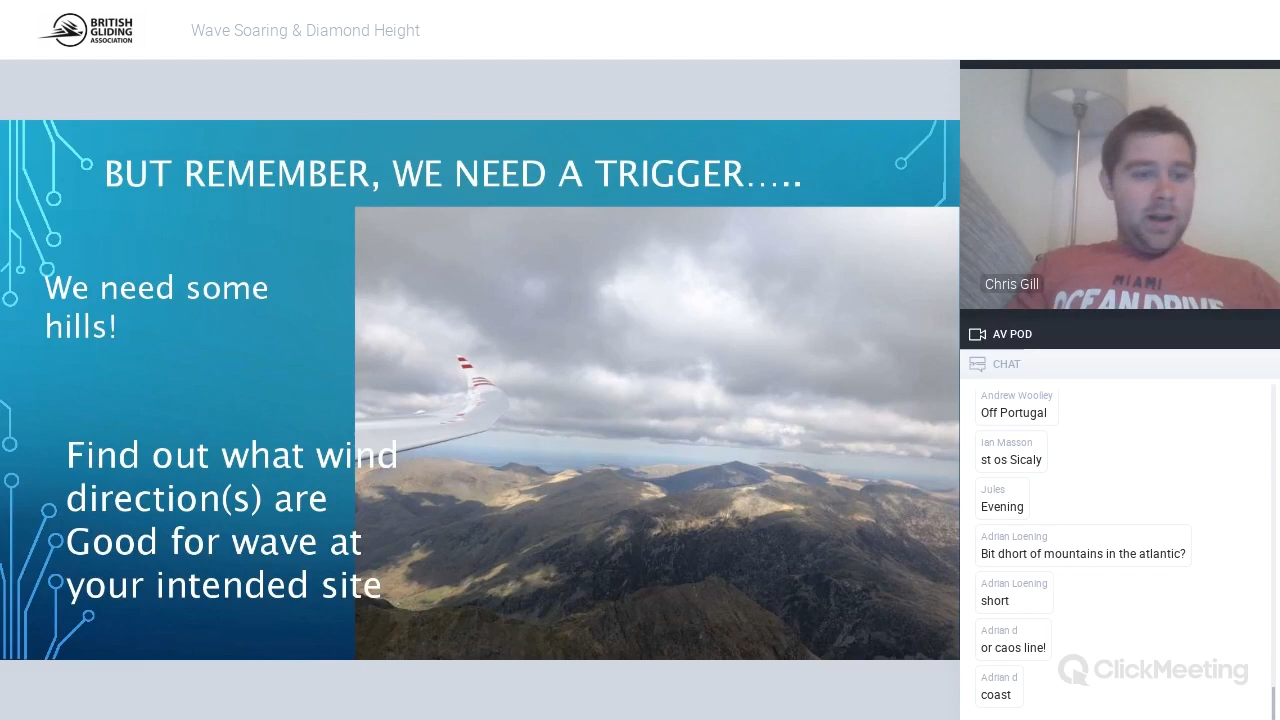 BRITISH
GLIDING
ASSOCIATION
Wave Soaring & Diamond Height
BUT REMEMBER, WE NEED A TRIGGER.....
We need some
hills!
Find out what wind
direction(s) are
Good for wave at
your intended site
MIAMI
OCEAN DRIVE
Chris Gill
AV POD
CHAT
Andrew Woolley
Off Portugal
Ian Masson
st os Sicaly
Jules
Evening
Adrian Loening
Bit dhort of mountains in the atlantic?
Adrian Loening
short
Adrian d
or caos line!
Adrian d
coast
ClickMeeting